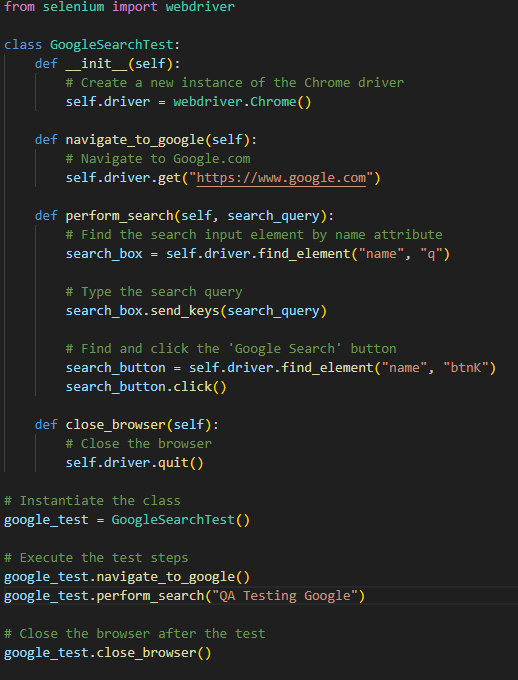 from selenium import webdriver

class GoogleSearchTest:
    def __init__(self):
        # Create a new instance of the Chrome driver
        self.driver = webdriver.Chrome()

    def navigate_to_google(self):
        # Navigate to Google.com
        self.driver.get("https://www.google.com")

    def perform_search(self, search_query):
        # Find the search input element by name attribute
        search_box = self.driver.find_element("name", "q")

        # Type the search query
        search_box.send_keys(search_query)

        # Find and click the 'Google Search' button
        search_button = self.driver.find_element("name", "btnK")
        search_button.click()

    def close_browser(self):
        # Close the browser
        self.driver.quit()

# Instantiate the class
google_test = GoogleSearchTest()

# Execute the test steps
google_test.navigate_to_google()
google_test.perform_search("QA Testing Google")

# Close the browser after the test
google_test.close_browser()